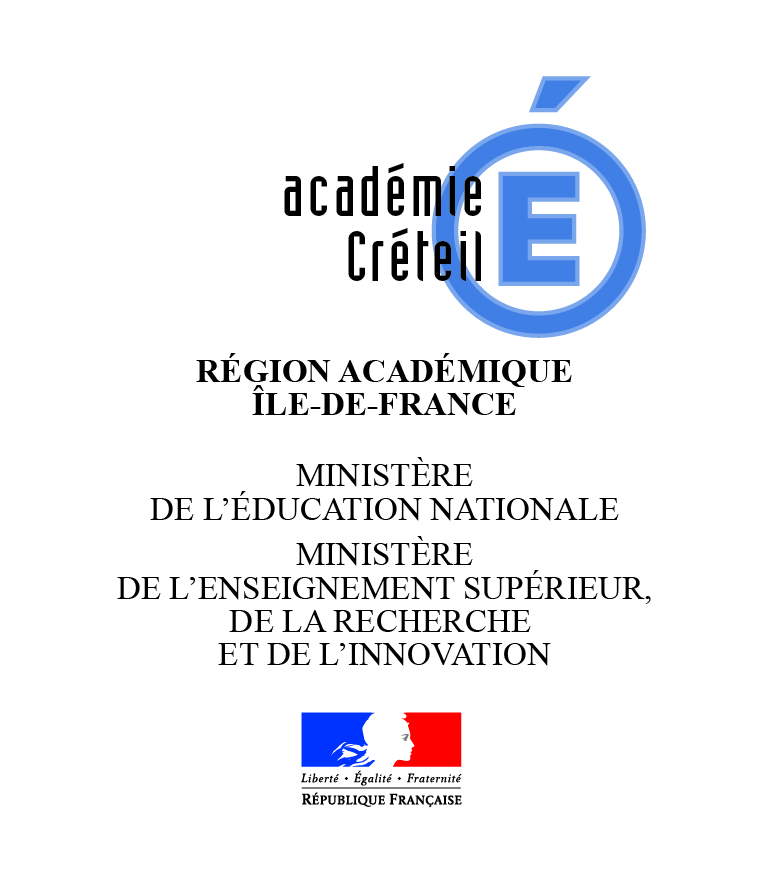 académie
Créteil
É
RÉGION ACADÉMIQUE
ÎLE-DE-FRANCE
MINISTÈRE
DE L’ÉDUCATION NATIONALE
MINISTÈRE
DE L’ENSEIGNEMENT SUPÉRIEUR,
DE LA RECHERCHE
ET DE L’INNOVATION
Liberté • Égalité • Fraternité
RÉPUBLIQUE FRANÇAISE